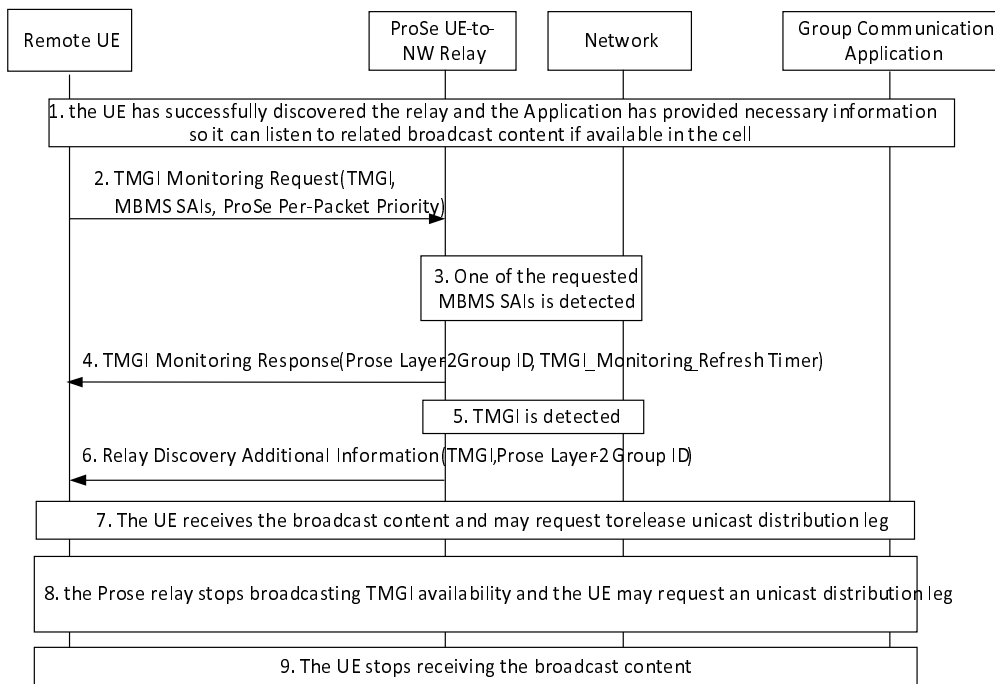 Remote UE
ProSe UE-to-
NW Relay
Network
Group Communication
Application
1. the UE has successfully discovered the relay and the Application has provided necessary information
so it can listen to related broadcast content if available in the cell
2. TMGI Monitoring Request(TMGI,
MBMS SAIs, ProSe Per-Packet Priority)
3. One of the requested
MBMS SAIs is detected
4. TMGI Monitoring Response(Prose Layer-2Group ID, TMGI_Monitoring_Refresh Timer)
5. TMGI is detected
6. Relay Discovery Additional Information(TMGI,Prose Layer-2 Group ID)
7. The UE receives the broadcast content and may request torelease unicast distribution leg
8. the Prose relay stops broadcasting TMGI availability and the UE may request an unicast distribution leg
9. The UE stops receiving the broadcast content